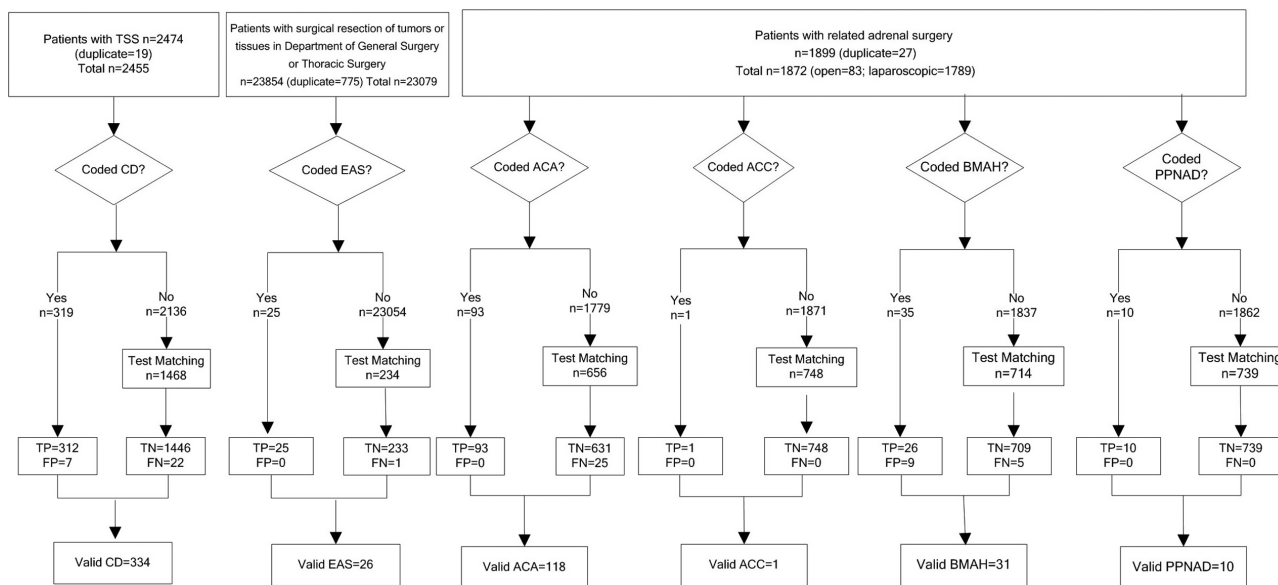 Patients with TSS n=2474
(duplicate=19)
Total n=2455
Patients with surgical resection of tumors or
tissues in Department of General Surgery
or Thoracic Surgery
n=23854 (duplicate=775) Total n=23079
Patients with related adrenal surgery
n=1899 (duplicate=27)
Total n=1872 (open=83; laparoscopic=1789)
Coded CD?
Coded EAS?
Coded ACA?
Coded ACC?
Coded BMAH?
Coded
PPNAD?
Yes
n=319
No
n=2136
Yes
n=25
No
n=23054
Yes
n=93
No
n=1779
Yes
n=1
No
n=1871
Yes
n=35
No
n=1837
Yes
n=10
No
n=1862
Test Matching
n=1468
Test Matching
n=234
Test Matching
n=656
Test Matching
n=748
Test Matching
n=714
Test Matching
n=739
TP=312
FP=7
TN=1446
FN=22
TP=25
FP=0
TN=233
FN=1
TP=93
FP=0
TN=631
FN=25
TP=1
FP=0
TN=748
FN=0
TP=26
FP=9
TN=709
FN=5
TP=10
FP=0
TN=739
FN=0
Valid CD=334
Valid EAS=26
Valid ACA=118
Valid ACC=1
Valid BMAH=31
Valid PPNAD=10